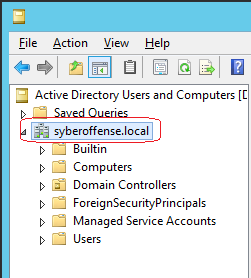 File Action View Help
Active Directory Users and Computers [D
Saved Queries
syberoffense.local
Builtin
Computers
Domain Controllers
ForeignSecurityPrincipals
Managed Service Accounts
Users